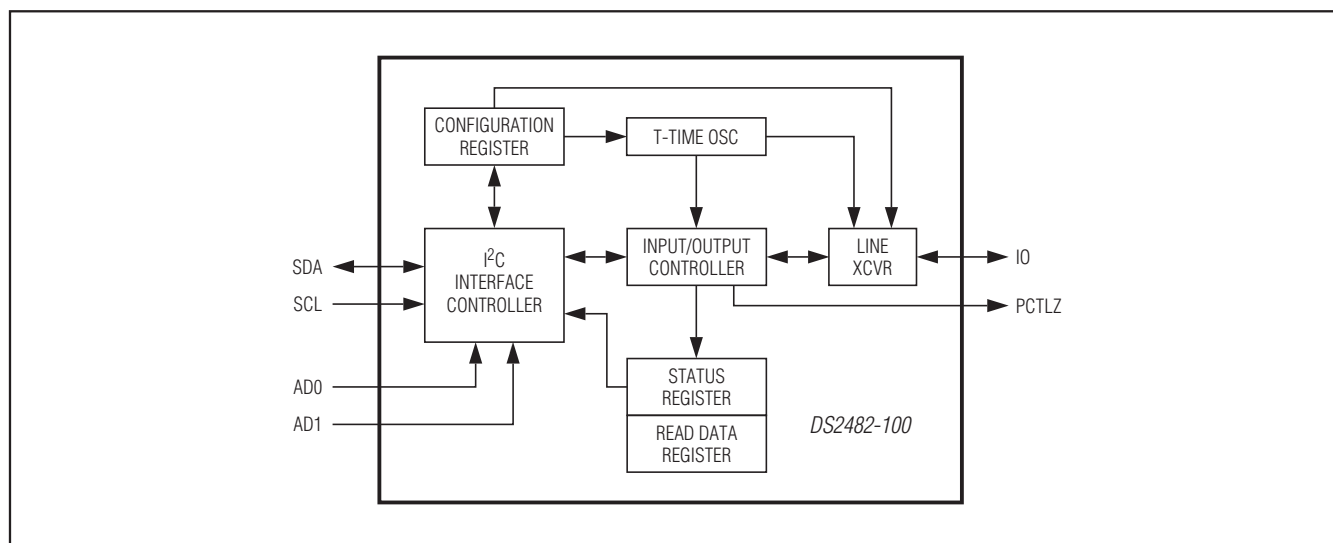 CONFIGURATION
REGISTER
T-TIME OSC
SDA
SCL
AD0
AD1
I²C
INTERFACE
CONTROLLER
INPUT/OUTPUT
CONTROLLER
LINE
XCVR
IO
PCTLZ
STATUS
REGISTER
READ DATA
REGISTER
DS2482-100